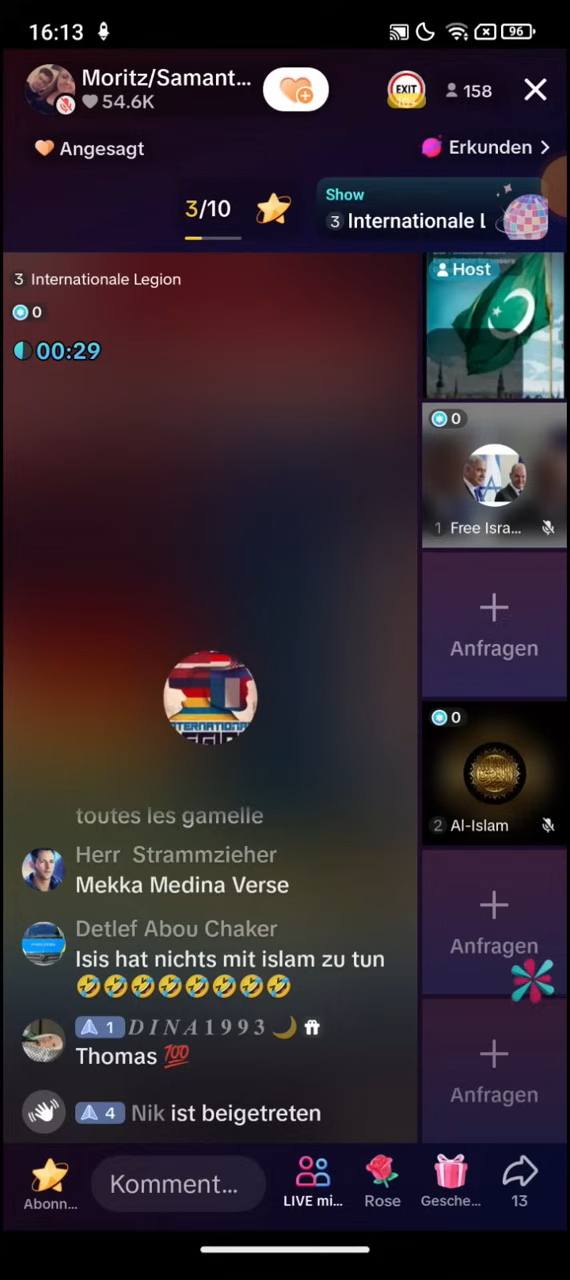 16:13
96
Moritz/Samant...
54.6K
EXIT
158
Angesagt
Erkunden
3/10
Show
3 Internationale L
3 Internationale Legion
0
00:29
Host
0
1 Free Isra...
Anfragen
0
2 Al-Islam
Anfragen
Anfragen
toutes les gamelle
Herr Strammzieher
Mekka Medina Verse
Detlef Abou Chaker
Isis hat nichts mit islam zu tun
🤣🤣🤣🤣🤣🤣🤣🤣
1 𝑫𝑰𝑵𝑨1993🌙
Thomas 💯
4 Nik ist beigetreten
Abonn...
Komment...
LIVE mi...
Rose
Gesche...
13